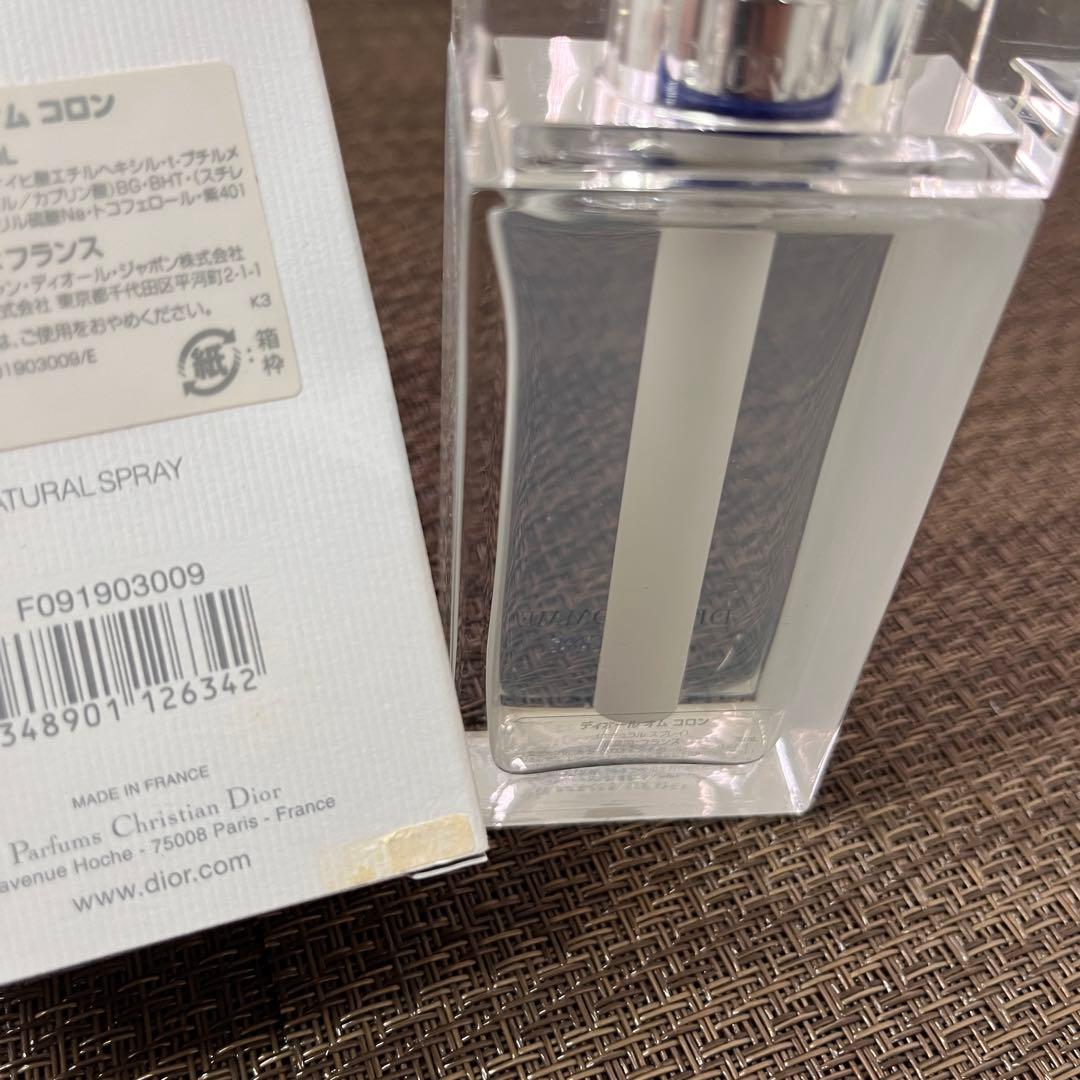 ム コロン
イヒ酸エチルヘキシル・t-ブチルメ
ル/カプリン酸)BG・BHT・(スチレ
リル硫酸Na・トコフェロール・紫401
フランス
ン・ディオール・ジャポン株式会社
式会社 東京都千代田区平河町2-1-1
は、ご使用をおやめください。 K3
91903009/E
紙 : 箱
枠
ATURAL SPRAY
F091903009
348901 126342
MADE IN FRANCE
Parfums Christian Dior
avenue Hoche - 75008 Paris - France
www.dior.com
ディオール オム コロン
フランス